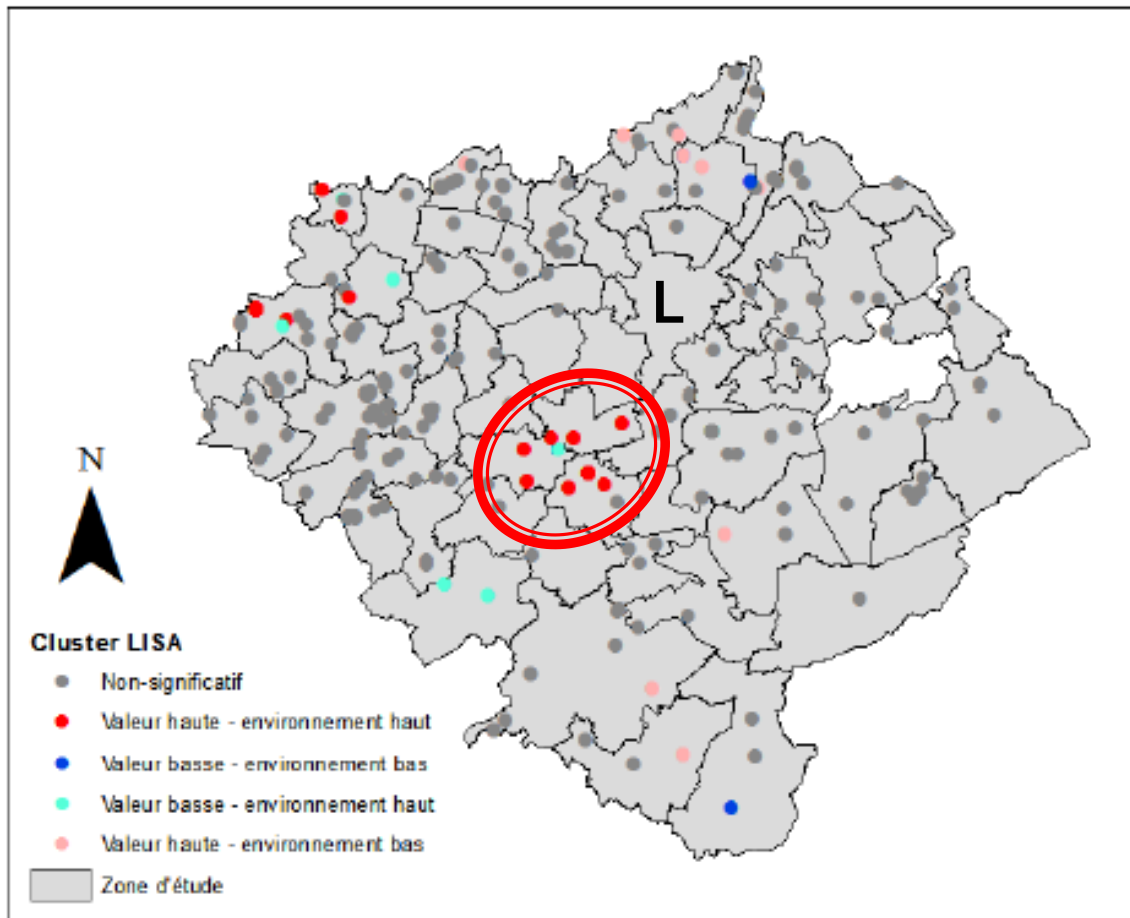 L
N
Cluster LISA
Non-significatif
Valeur haute - environnement haut
Valeur basse - environnement bas
Valeur basse - environnement haut
Valeur haute - environnement bas
Zone d'étude